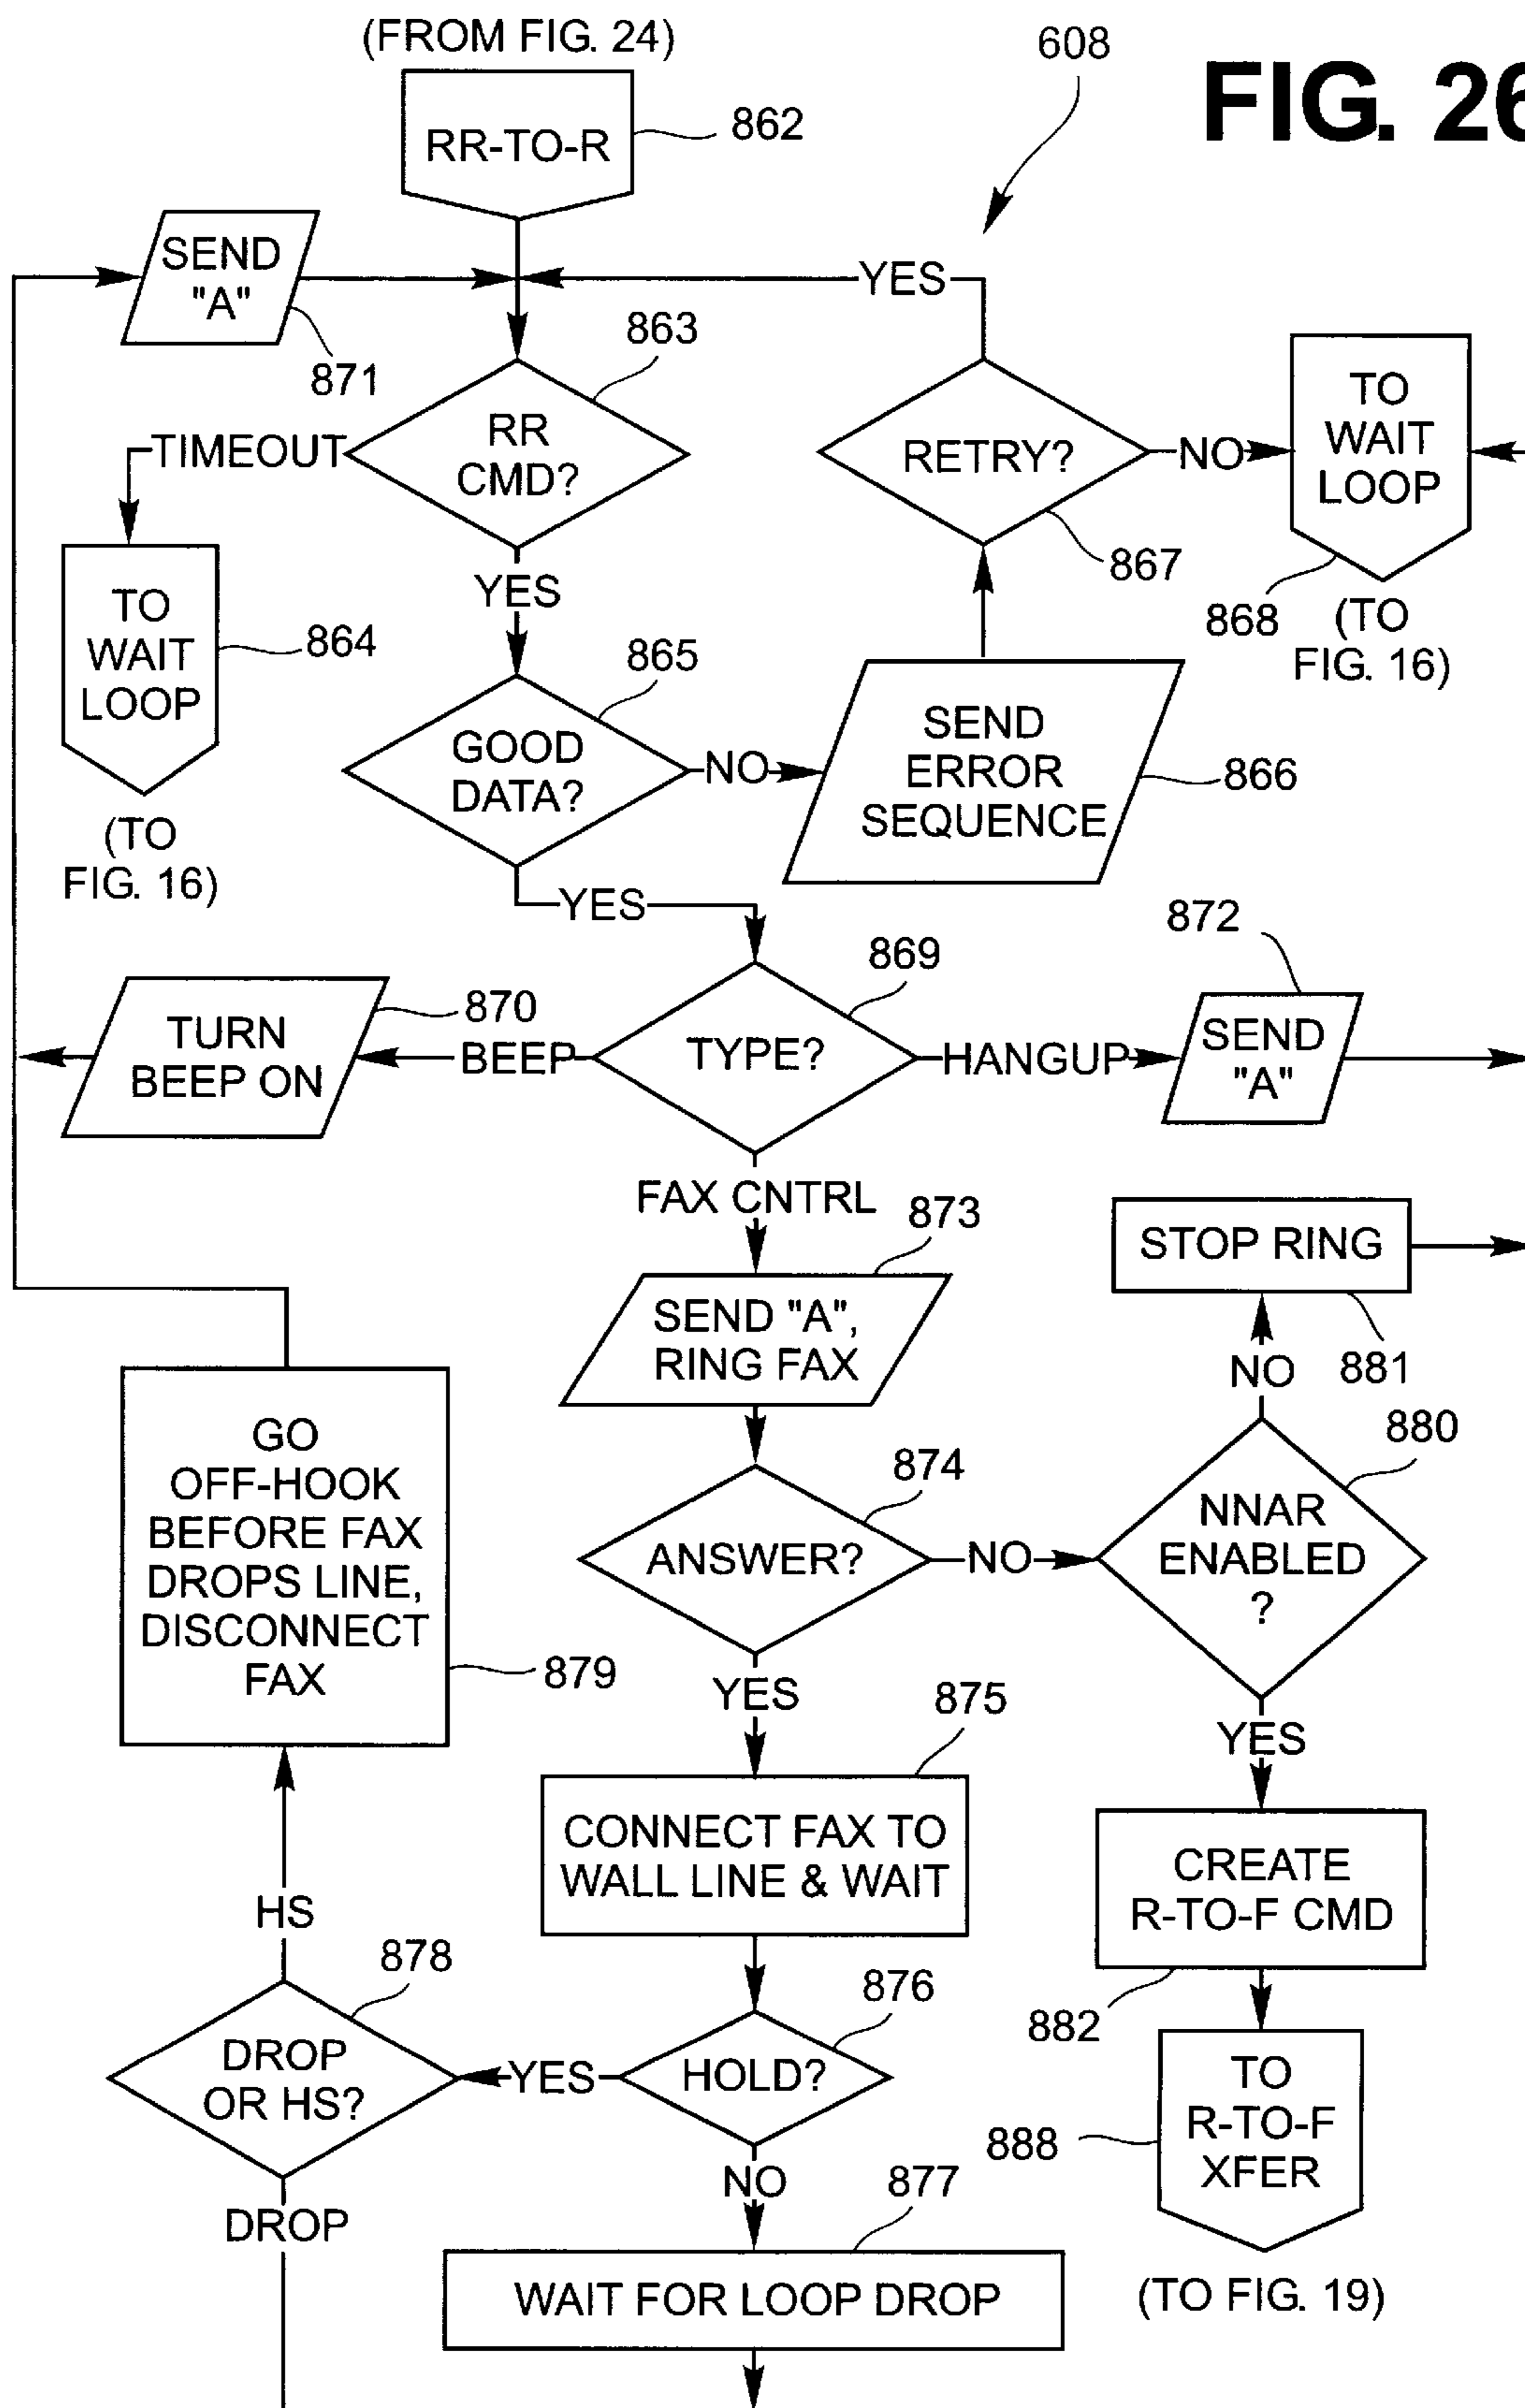 (FROM FIG. 24)
608
FIG. 26
RR-TO-R
862
SEND
"A"
871
YES
863
RR
CMD?
TIMEOUT
RETRY?
NO
867
TO
WAIT
LOOP
868
(TO
FIG. 16)
YES
TO
WAIT
LOOP
864
(TO
FIG. 16)
865
GOOD
DATA?
NO
SEND
ERROR
SEQUENCE
866
YES
869
872
870
TURN
BEEP ON
BEEP
TYPE?
HANGUP
SEND
"A"
FAX CNTRL
873
SEND "A",
RING FAX
STOP RING
881
NO
880
GO
OFF-HOOK
BEFORE FAX
DROPS LINE,
DISCONNECT
FAX
879
874
ANSWER?
NO
NNAR
ENABLED
?
YES
875
YES
CONNECT FAX TO
WALL LINE & WAIT
CREATE
R-TO-F CMD
882
HS
878
876
DROP
OR HS?
YES
HOLD?
TO
R-TO-F
XFER
888
NO
877
DROP
WAIT FOR LOOP DROP
(TO FIG. 19)